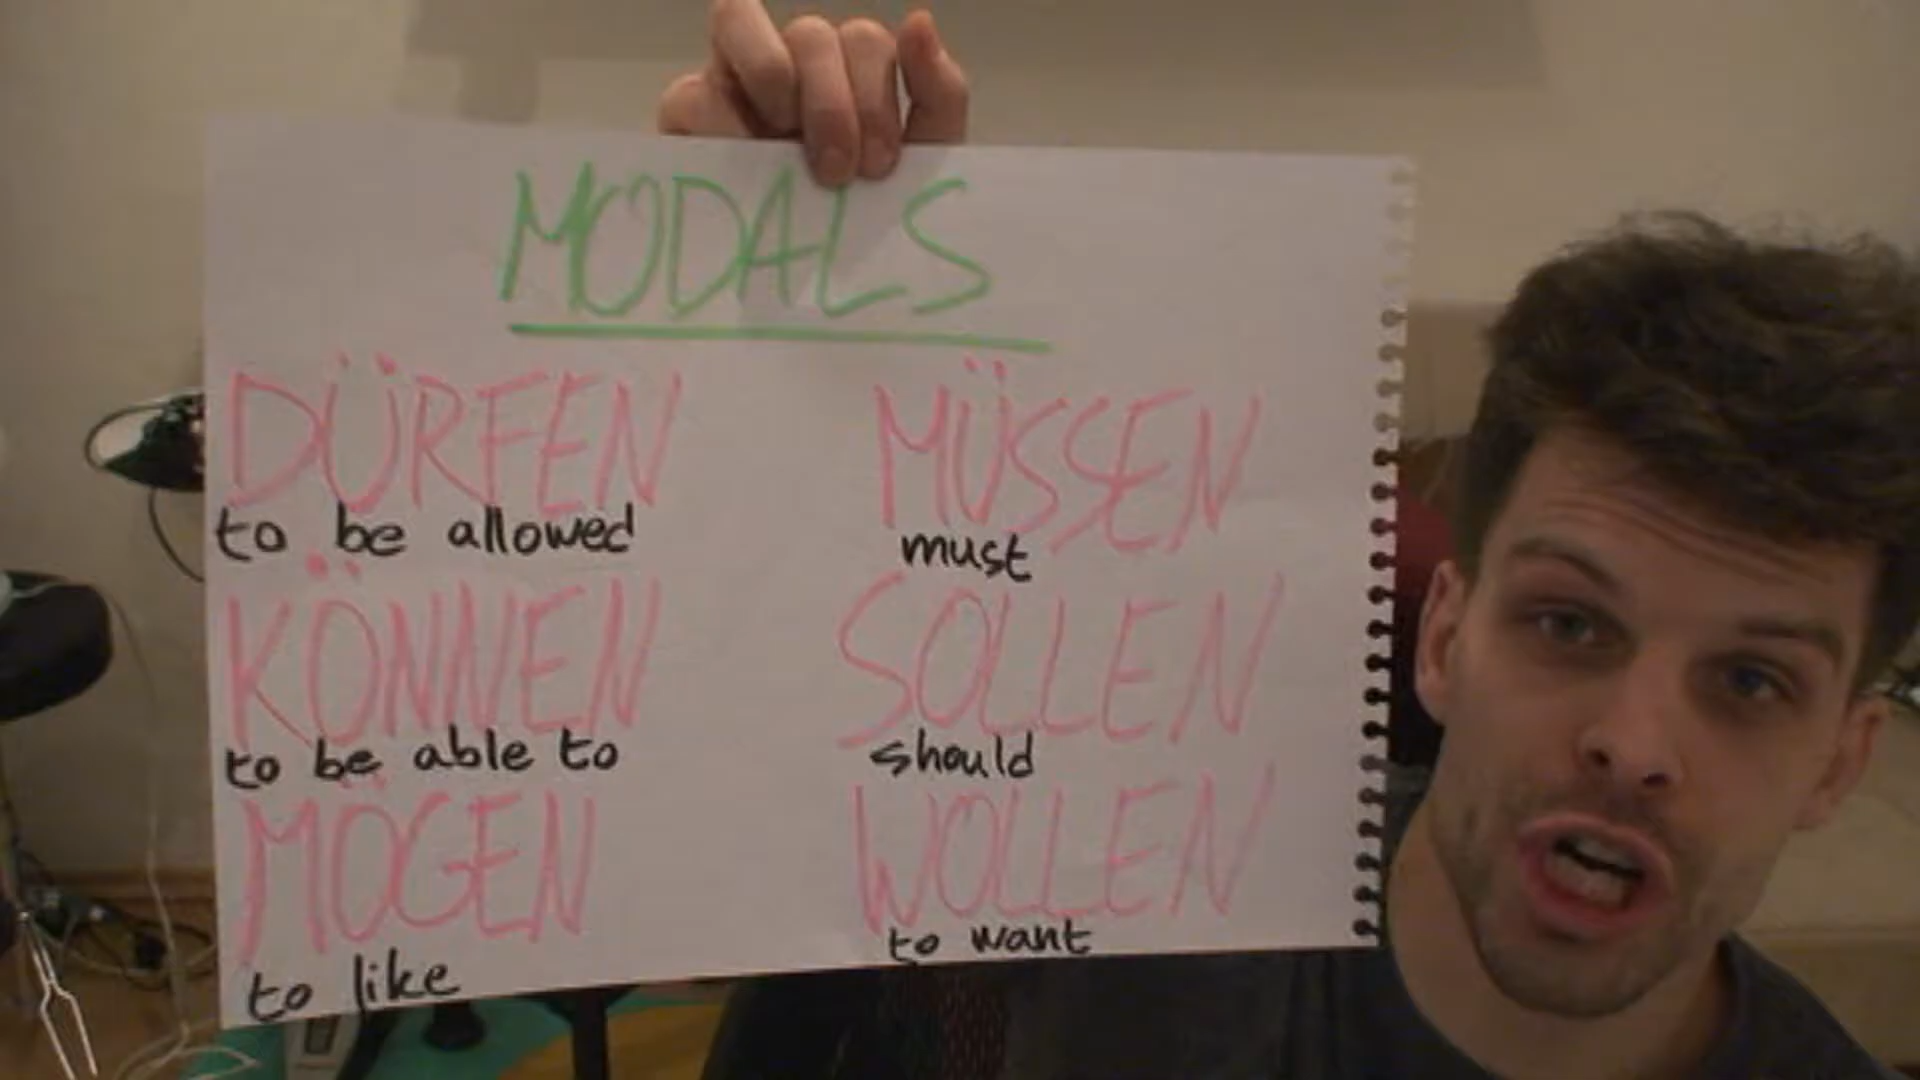 MODALS
DÜRFEN
to be allowed
KÖNNEN
to be able to
MÖGEN
to like
MÜSSEN
must
SOLLEN
should
WOLLEN
to want